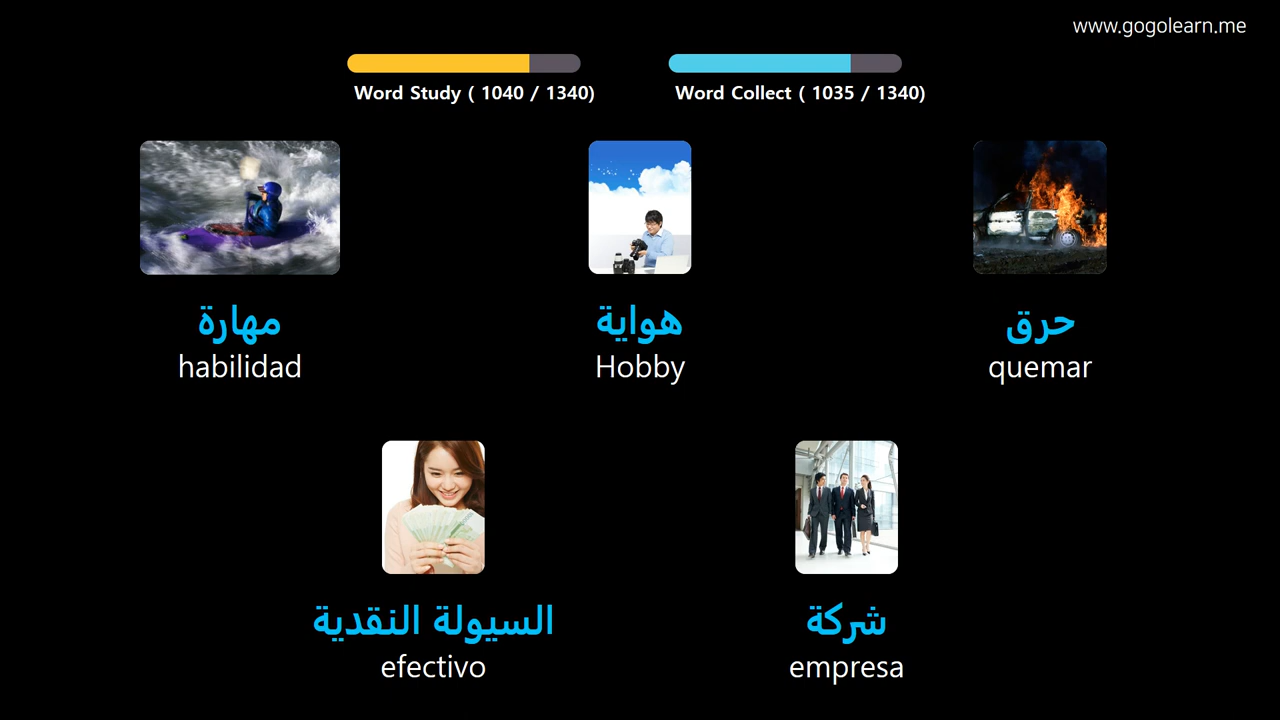 www.gogolearn.me
Word Study ( 1040 / 1340)
Word Collect ( 1035 / 1340)
مهارة
habilidad
هواية
Hobby
حرق
quemar
السيولة النقدية
efectivo
شركة
empresa